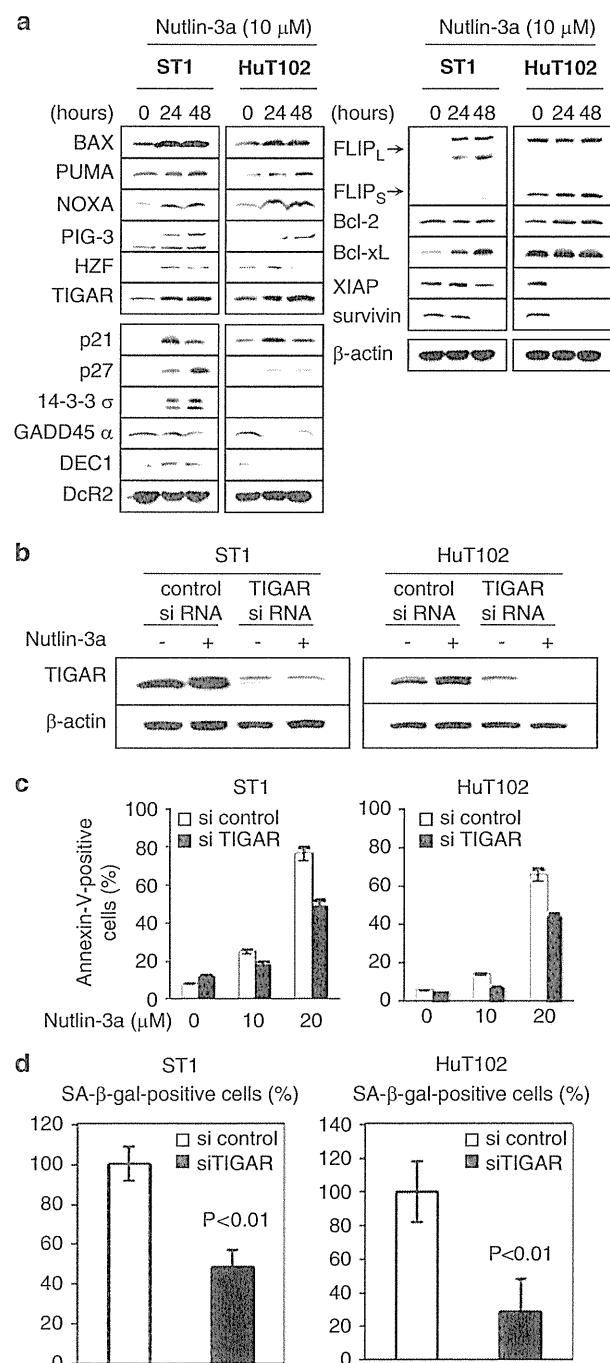 a
Nutlin-3a (10 μM)
ST1 HuT102
(hours) 0 24 48 0 24 48
BAX
PUMA
NOXA
PIG-3
HZF
TIGAR
p21
p27
14-3-3 σ
GADD45 α
DEC1
DcR2
Nutlin-3a (10 μM)
ST1 HuT102
(hours) 0 24 48 0 24 48
FLIPL→
FLIPS→
Bcl-2
Bcl-xL
XIAP
survivin
β-actin
b
ST1
control TIGAR
si RNA si RNA
Nutlin-3a - + - +
TIGAR
β-actin
HuT102
control TIGAR
si RNA si RNA
- + - +
c
ST1
Annexin-V-positive
cells (%)
100
80
60
40
20
0
si control
si TIGAR
Nutlin-3a (μM) 0 10 20
HuT102
100
80
60
40
20
0
si control
si TIGAR
0 10 20
d
ST1
SA-β-gal-positive cells (%)
120
100
80
60
40
20
0
si control
siTIGAR
P<0.01
HuT102
SA-β-gal-positive cells (%)
140
120
100
80
60
40
20
0
si control
siTIGAR
P<0.01